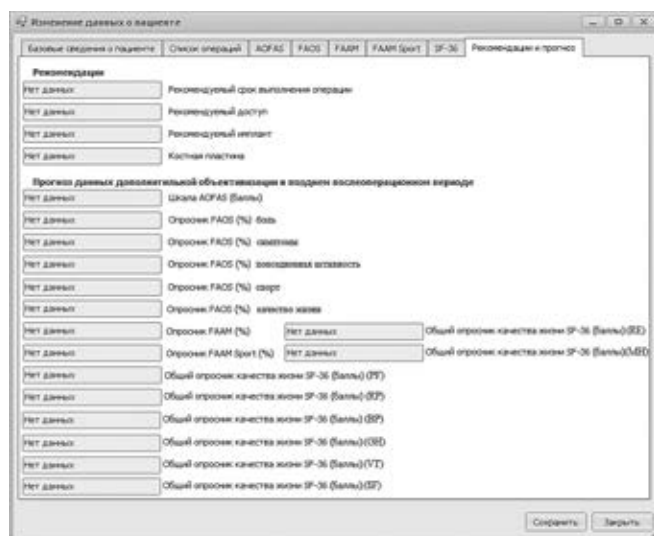 Изменение данных о пациенте
Базовые сведения о пациенте Список операций AOFAS FAOS FAAM FAAM Sport SF-36 Рекомендации и прогноз
Рекомендации
Нет данных Рекомендуемый срок выполнения операции
Нет данных Рекомендуемый доступ
Нет данных Рекомендуемый имплант
Нет данных Костная пластина
Прогноз данных дополнительной объективизации в позднем послеоперационном периоде
Нет данных Шкала AOFAS (баллы)
Нет данных Опросник FAOS (%) боль
Нет данных Опросник FAOS (%) симптомы
Нет данных Опросник FAOS (%) повседневная активность
Нет данных Опросник FAOS (%) спорт
Нет данных Опросник FAOS (%) качество жизни
Нет данных Опросник FAAM (%) Нет данных Общий опросник качества жизни SF-36 (баллы)(RE)
Нет данных Опросник FAAM Sport (%) Нет данных Общий опросник качества жизни SF-36 (баллы)(MH)
Нет данных Общий опросник качества жизни SF-36 (баллы) (PF)
Нет данных Общий опросник качества жизни SF-36 (баллы) (RP)
Нет данных Общий опросник качества жизни SF-36 (баллы) (BP)
Нет данных Общий опросник качества жизни SF-36 (баллы)(GH)
Нет данных Общий опросник качества жизни SF-36 (баллы)(VT)
Нет данных Общий опросник качества жизни SF-36 (баллы)(SF)
Сохранить Закрыть